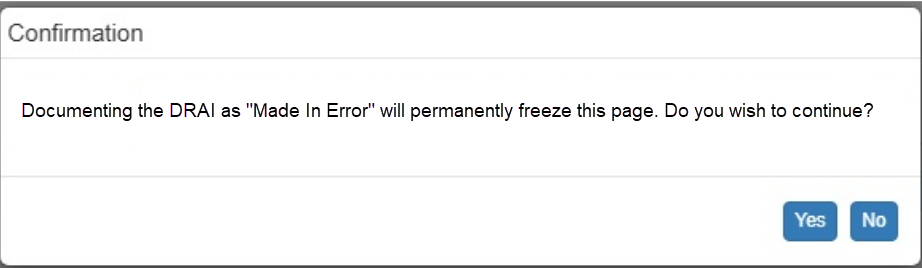 Confirmation
Documenting the DRAI as "Made In Error" will permanently freeze this page. Do you wish to continue?
Yes No